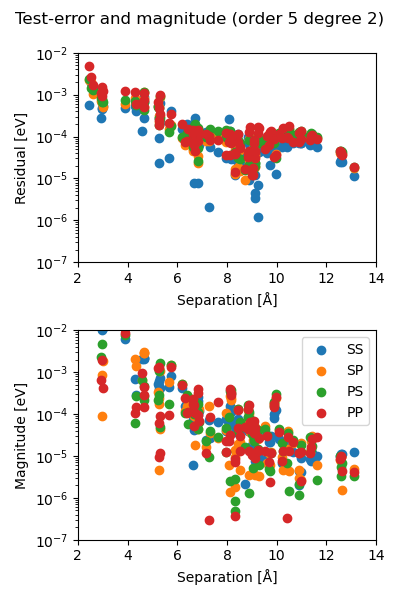 Test-error and magnitude (order 5 degree 2)
10⁻²
10⁻³
10⁻⁴
10⁻⁵
10⁻⁶
10⁻⁷
Residual [eV]
2 4 6 8 10 12 14
Separation [Å]
10⁻²
10⁻³
10⁻⁴
10⁻⁵
10⁻⁶
10⁻⁷
Magnitude [eV]
SS
SP
PS
PP
2 4 6 8 10 12 14
Separation [Å]